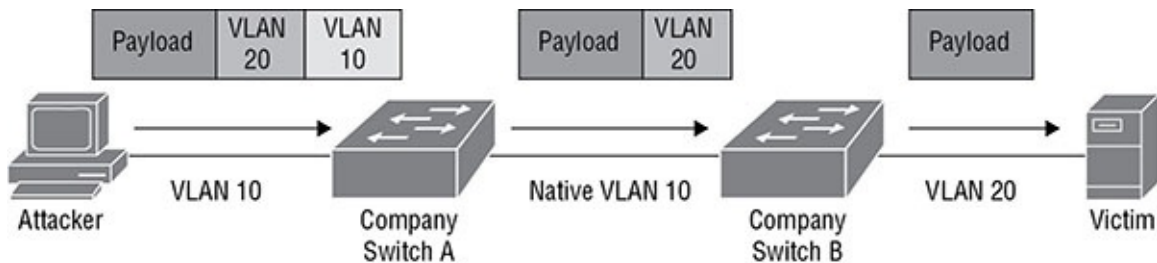 Payload
VLAN
20
VLAN
10
Payload
VLAN
20
Payload
VLAN 10
Native VLAN 10
VLAN 20
Attacker
Company
Switch A
Company
Switch B
Victim